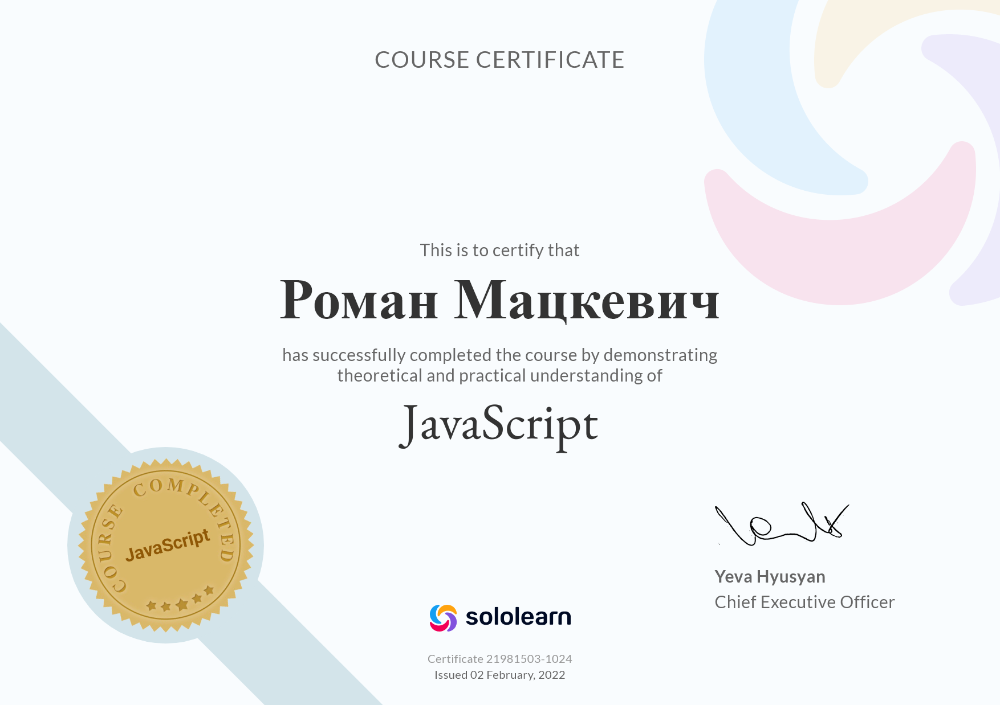 COURSE CERTIFICATE
This is to certify that
Роман Мацкевич
has successfully completed the course by demonstrating
theoretical and practical understanding of
JavaScript
COURSE COMPLETED
JavaScript
Yeva Hyusyan
Chief Executive Officer
sololearn
Certificate 21981503-1024
Issued 02 February, 2022